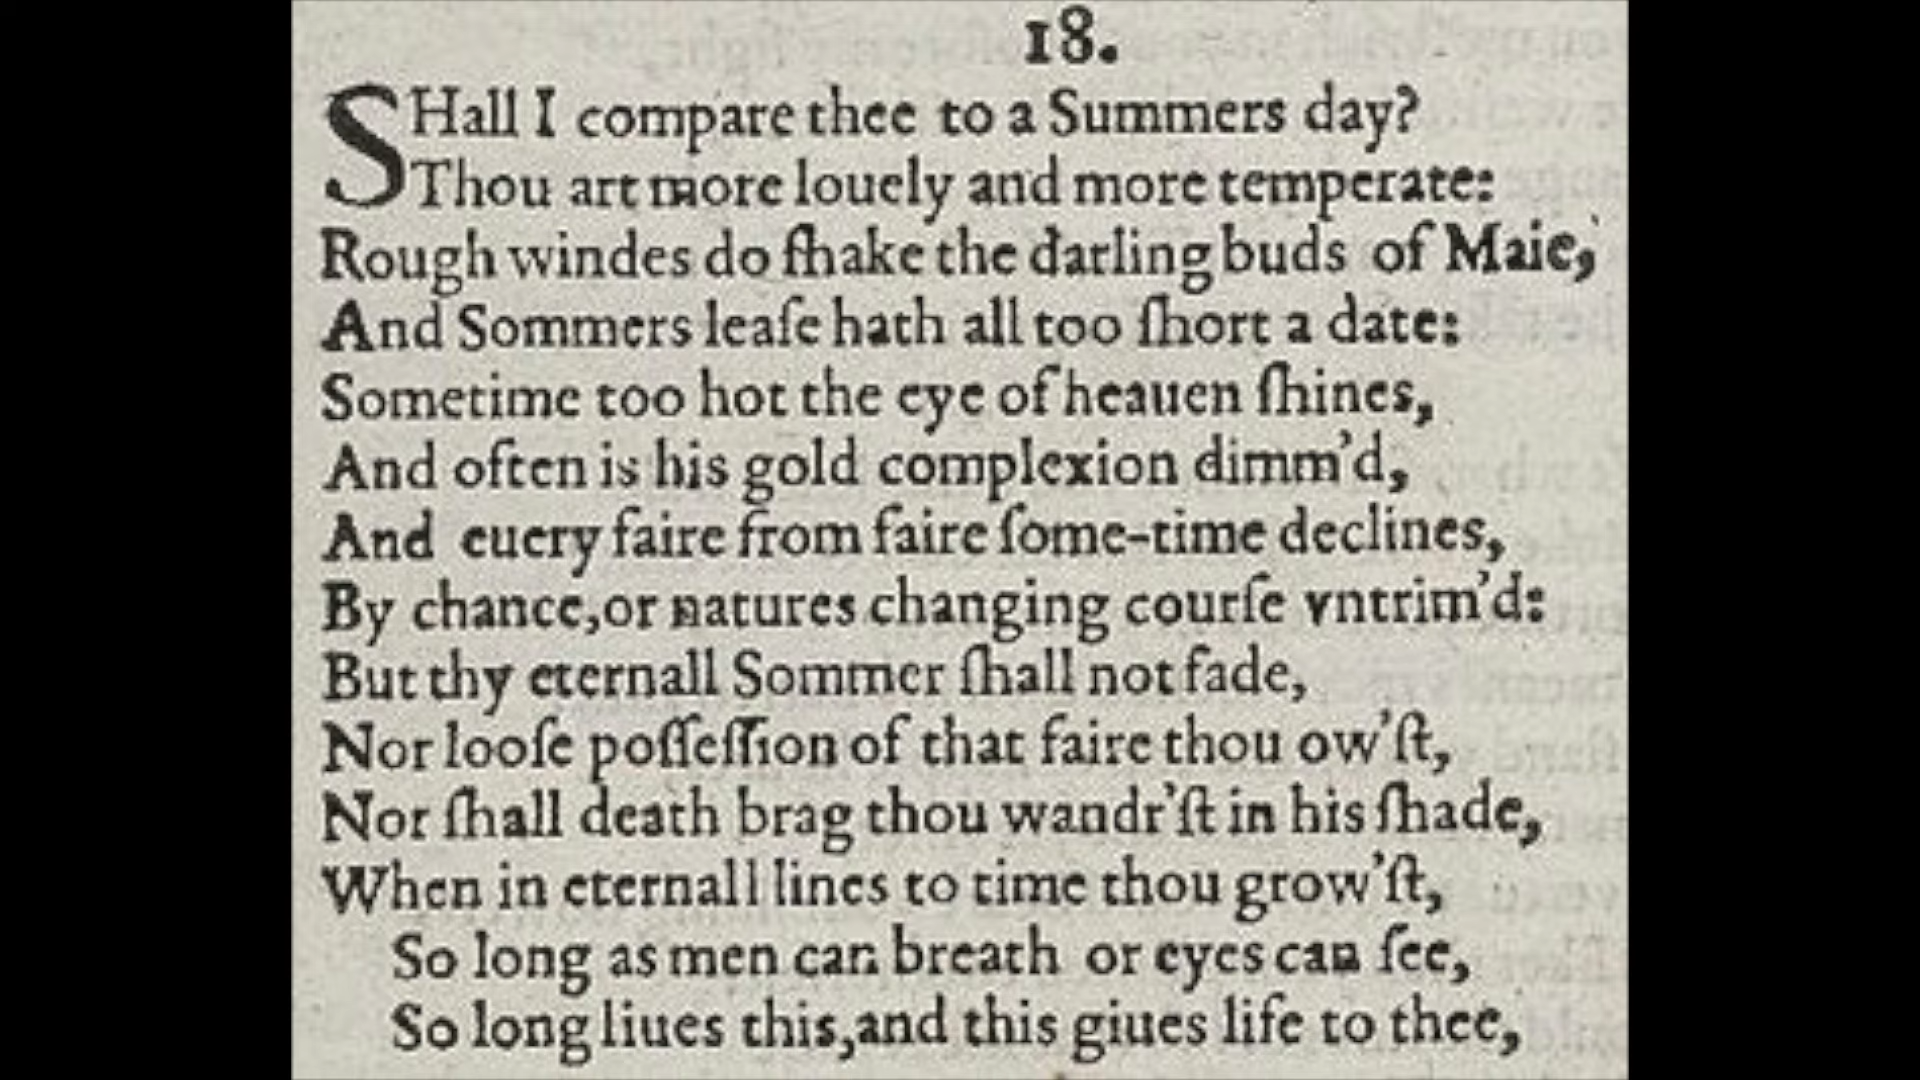 18.
SHall I compare thee to a Summers day?
Thou art more louely and more temperate:
Rough windes do ſhake the darling buds of Maie,
And Sommers leaſe hath all too ſhort a date:
Sometime too hot the eye of heauen ſhines,
And often is his gold complexion dimm'd,
And euery faire from faire ſome-time declines,
By chance,or natures changing courſe vntrim'd:
But thy eternall Sommer ſhall not fade,
Nor looſe poſſeſſion of that faire thou ow'ſt,
Nor ſhall death brag thou wandr'ſt in his ſhade,
When in eternall lines to time thou grow'ſt,
So long as men can breath or eyes can ſee,
So long liues this,and this giues life to thee,